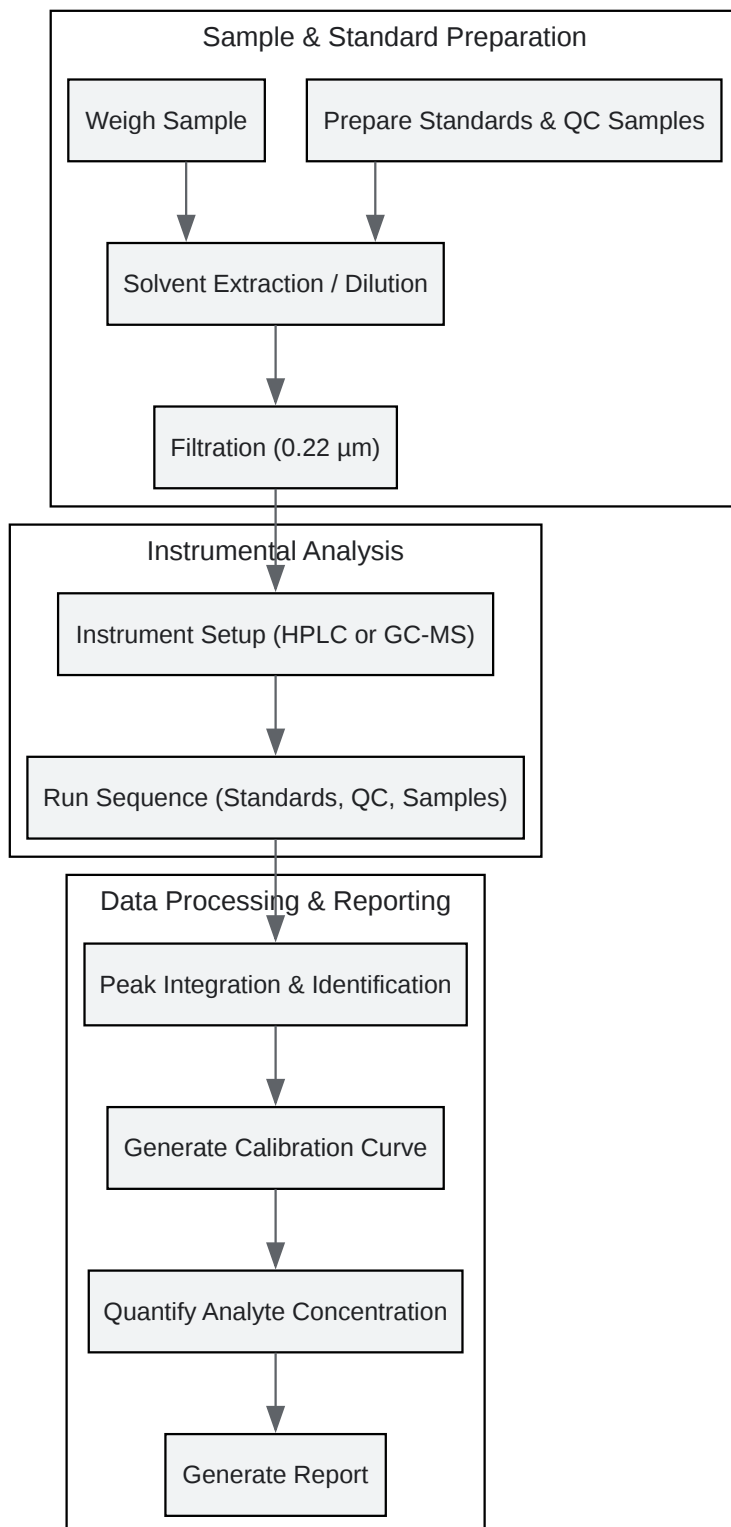 Sample & Standard Preparation
Weigh Sample
Prepare Standards & QC Samples
Solvent Extraction / Dilution
Filtration (0.22 µm)
Instrumental Analysis
Instrument Setup (HPLC or GC-MS)
Run Sequence (Standards, QC, Samples)
Data Processing & Reporting
Peak Integration & Identification
Generate Calibration Curve
Quantify Analyte Concentration
Generate Report